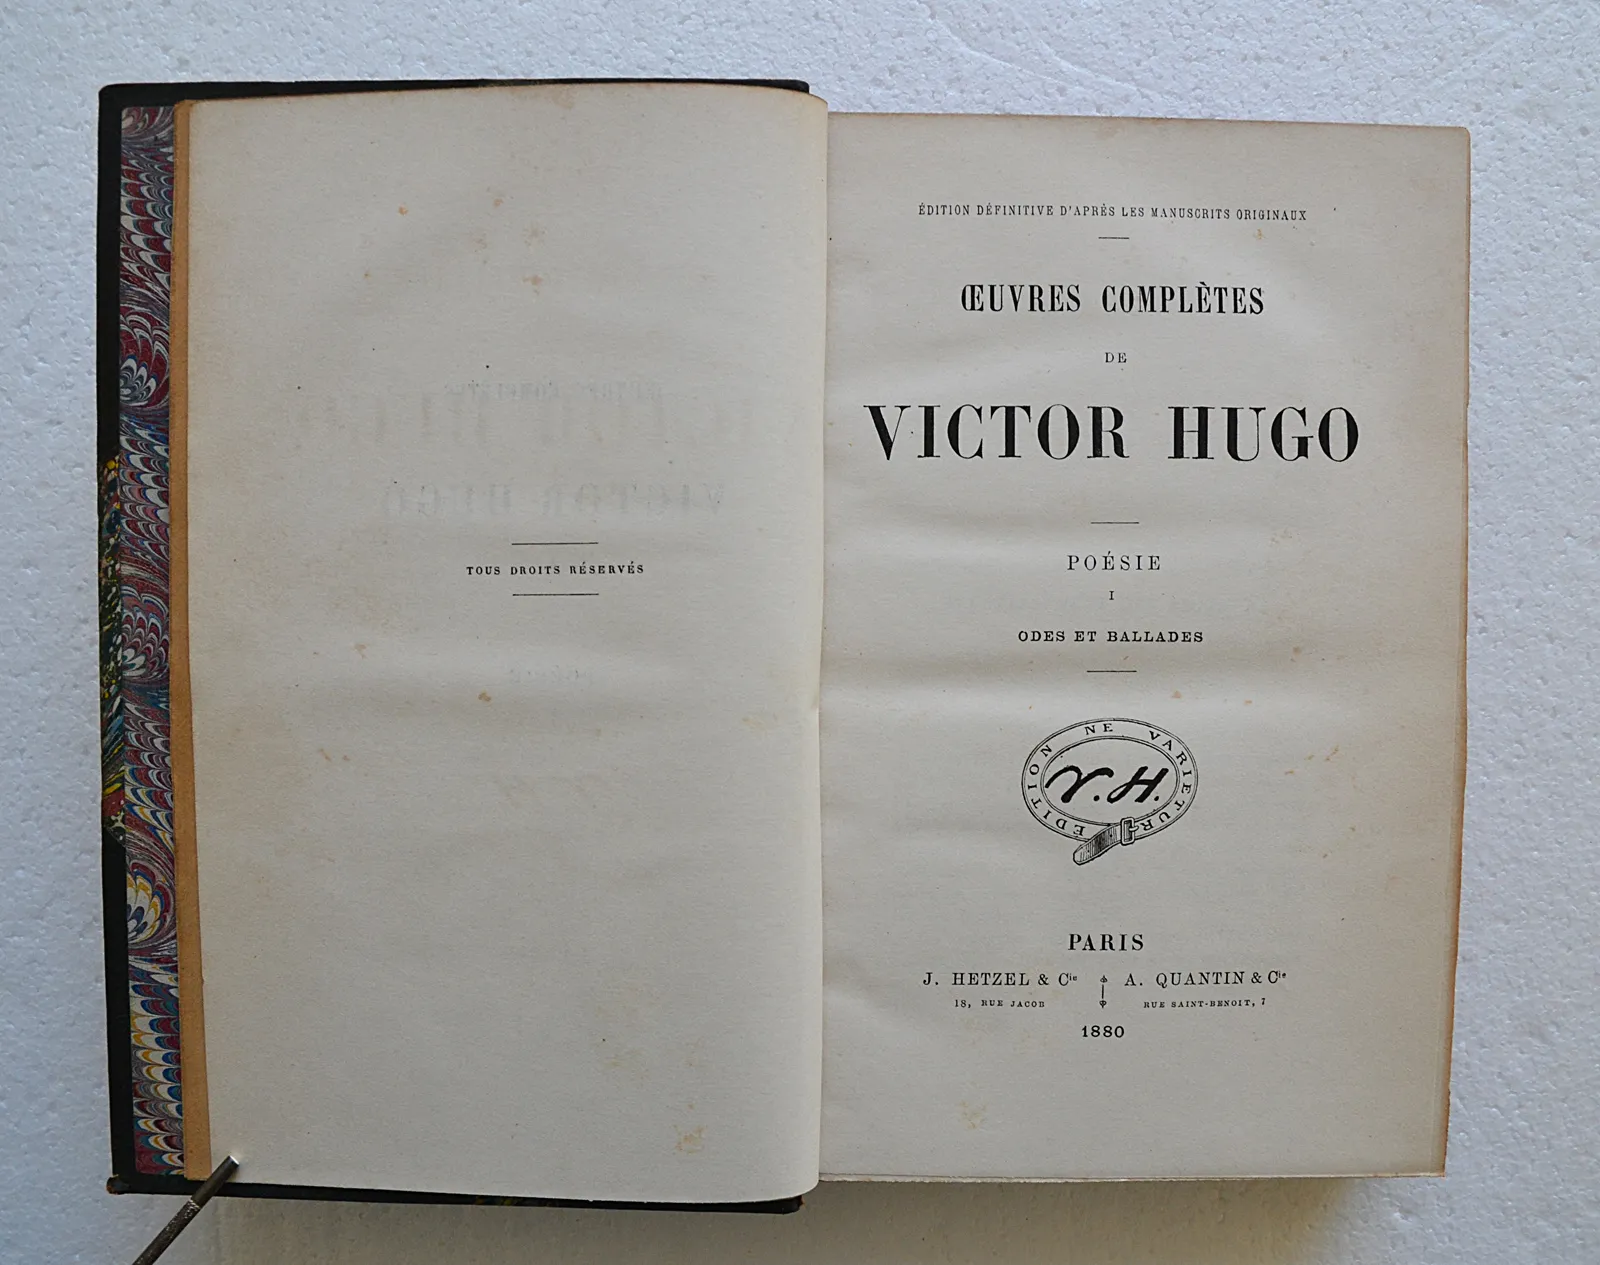 TOUS DROITS RÉSERVÉS
ÉDITION DÉFINITIVE D'APRÈS LES MANUSCRITS ORIGINAUX
ŒUVRES COMPLÈTES
DE
VICTOR HUGO
POÉSIE
I
ODES ET BALLADES
ÉDITION NE VARIETUR
V.H.
PARIS
J. HETZEL & Cie
A. QUANTIN & Cie
18, RUE JACOB
RUE SAINT-BENOIT, 7
1880